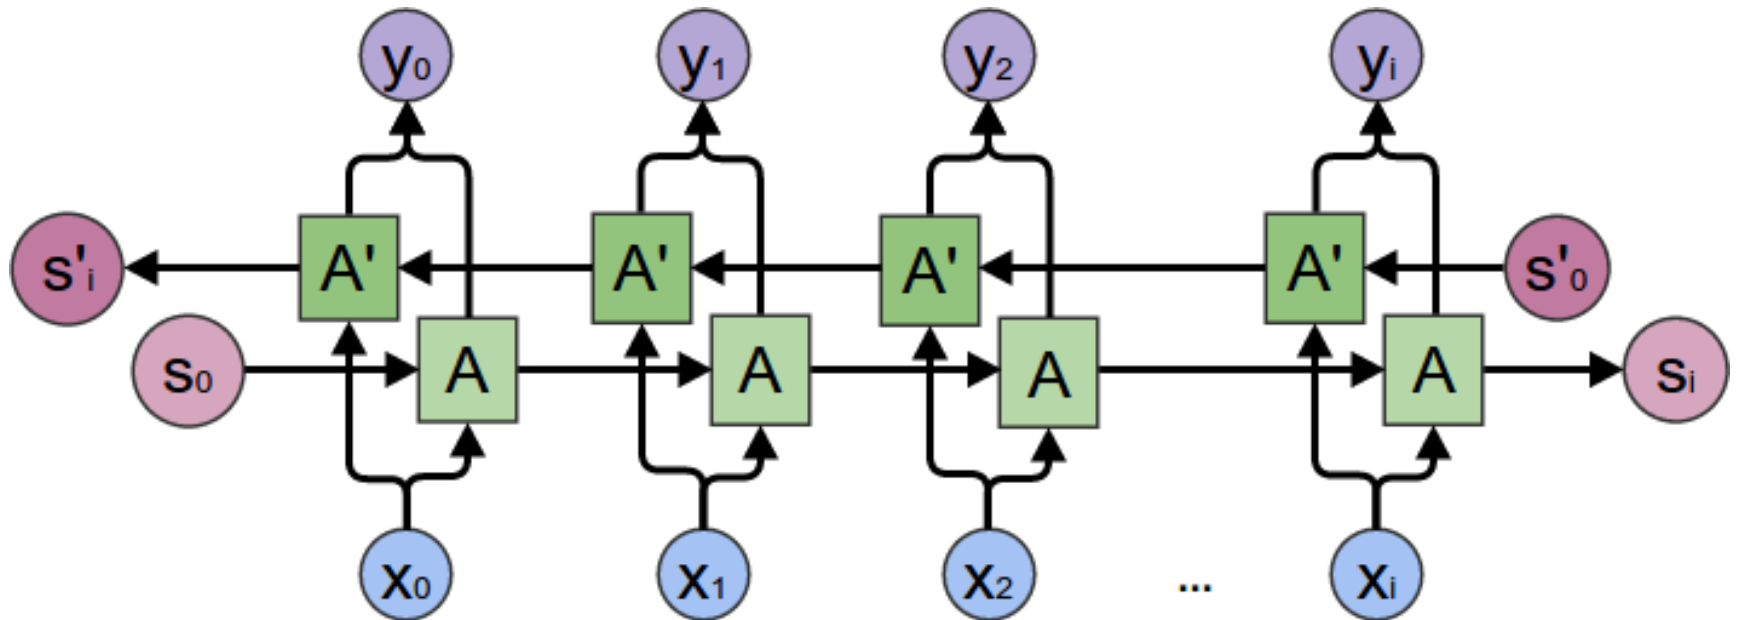 y₀ y₁ y₂ yᵢ
s'ᵢ A' A' A' A' s'₀
s₀ A A A A sᵢ
x₀ x₁ x₂ ... xᵢ